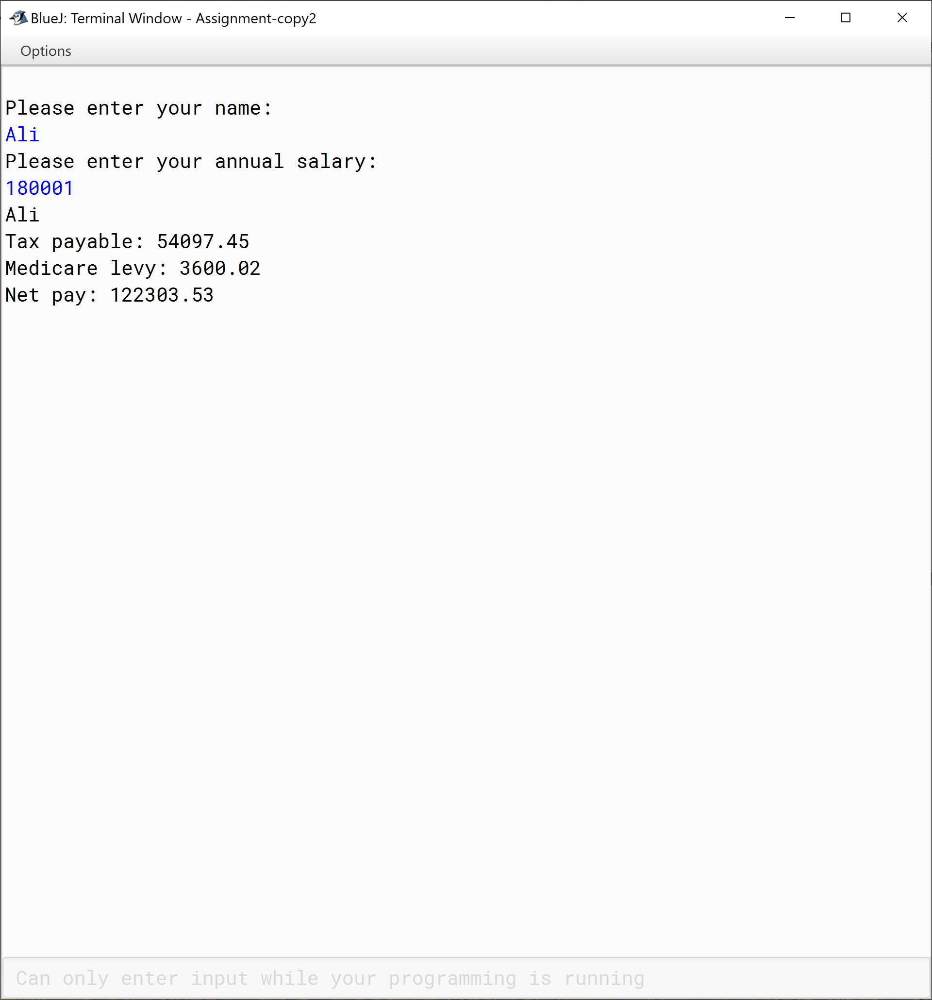 BlueJ: Terminal Window - Assignment-copy2
Options
Please enter your name:
Ali
Please enter your annual salary:
180001
Ali
Tax payable: 54097.45
Medicare levy: 3600.02
Net pay: 122303.53
Can only enter input while your programming is running